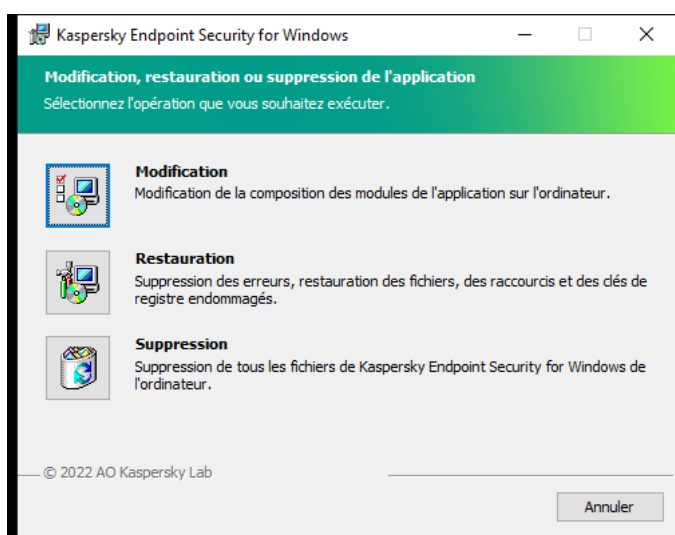 Kaspersky Endpoint Security for Windows
Modification, restauration ou suppression de l'application
Sélectionnez l'opération que vous souhaitez exécuter.
Modification
Modification de la composition des modules de l'application sur l'ordinateur.
Restauration
Suppression des erreurs, restauration des fichiers, des raccourcis et des clés de
registre endommagés.
Suppression
Suppression de tous les fichiers de Kaspersky Endpoint Security for Windows de
l'ordinateur.
© 2022 AO Kaspersky Lab
Annuler